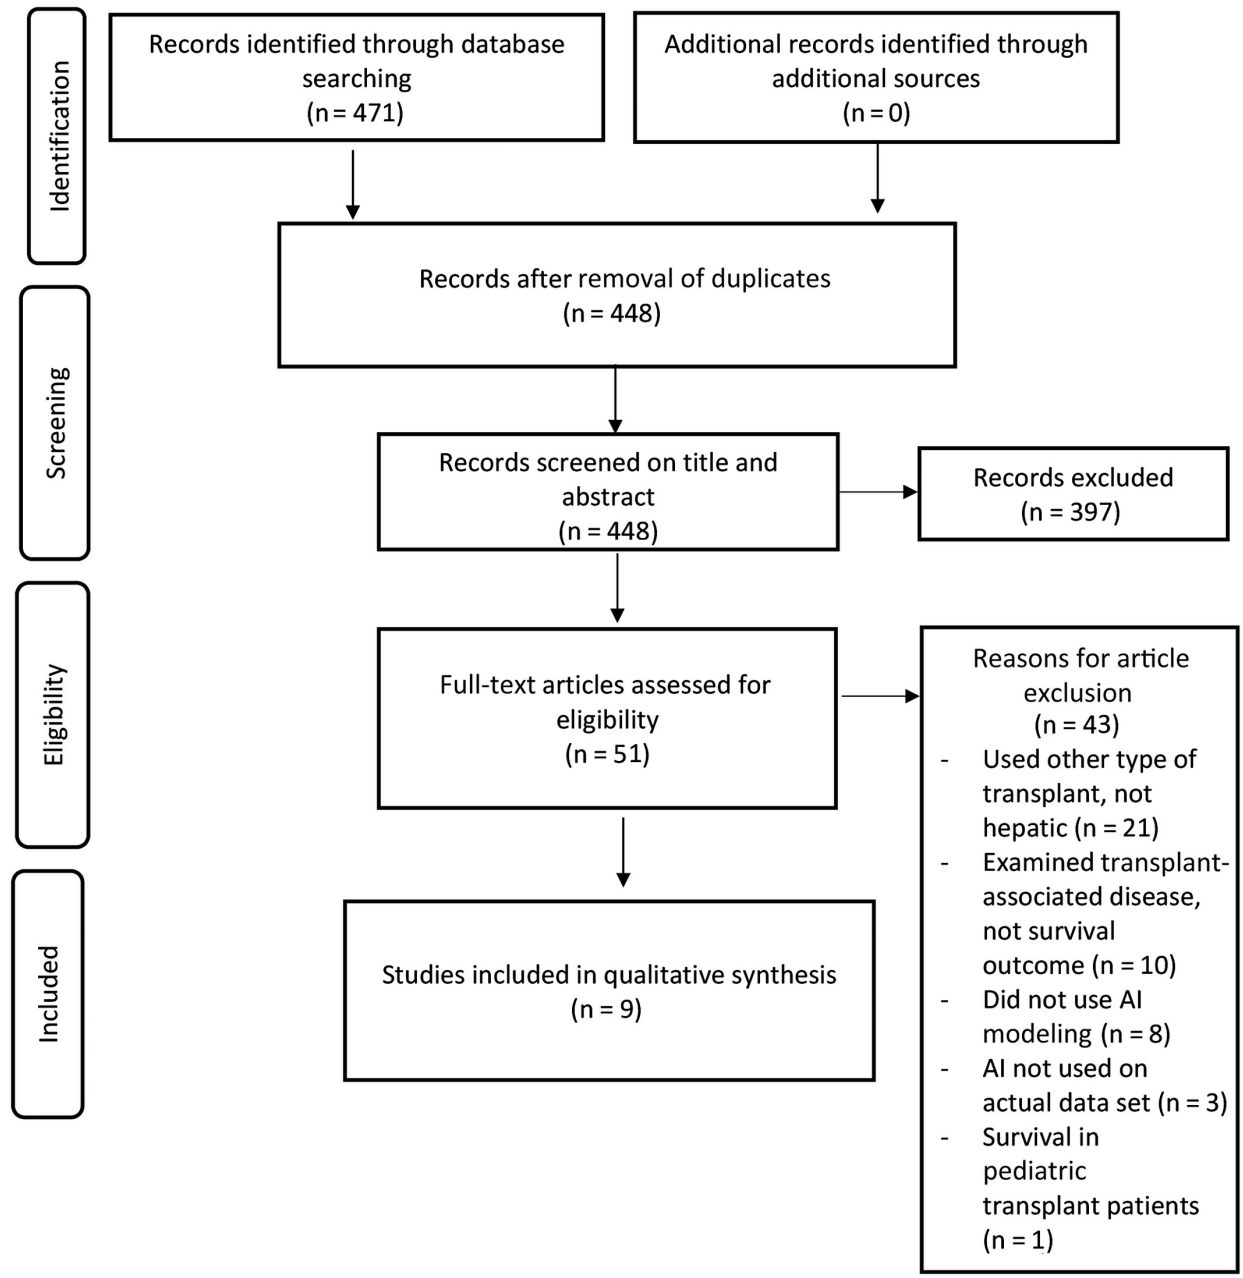 Identification
Records identified through database
searching
(n = 471)
Additional records identified through
additional sources
(n = 0)
Records after removal of duplicates
(n = 448)
Screening
Records screened on title and
abstract
(n = 448)
Records excluded
(n = 397)
Eligibility
Full-text articles assessed for
eligibility
(n = 51)
Reasons for article
exclusion
(n = 43)
- Used other type of
transplant, not
hepatic (n = 21)
- Examined transplant-
associated disease,
not survival
outcome (n = 10)
- Did not use AI
modeling (n = 8)
- AI not used on
actual data set (n = 3)
- Survival in
pediatric
transplant patients
(n = 1)
Included
Studies included in qualitative synthesis
(n = 9)